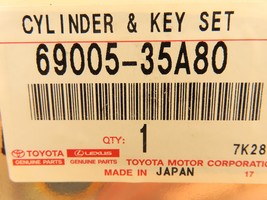 CYLINDER & KEY SET
69005-35A80
QTY: 1 7K28
TOYOTA LEXUS
GENUINE PARTS GENUINE PARTS TOYOTA MOTOR CORPORATIO
MADE IN JAPAN 17